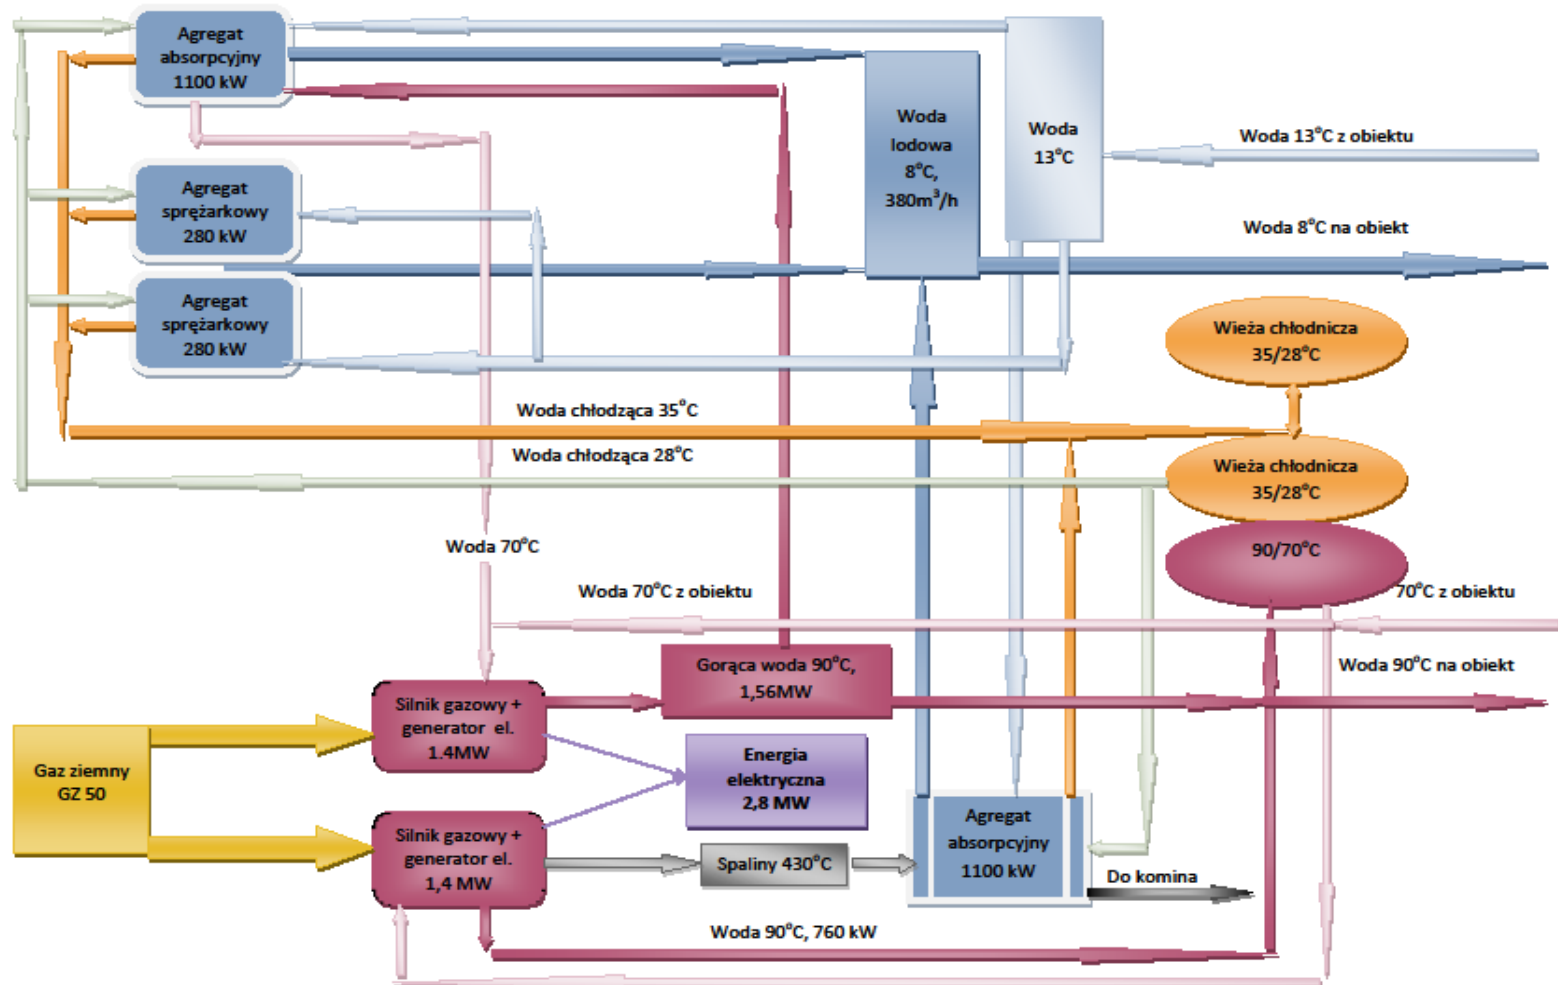 Agregat
absorpcyjny
1100 kW
Woda
lodowa
8°C,
380m³/h
Woda
13°C
Woda 13°C z obiektu
Agregat
sprężarkowy
280 kW
Woda 8°C na obiekt
Agregat
sprężarkowy
280 kW
Wieża chłodnicza
35/28°C
Woda chłodząca 35°C
Woda chłodząca 28°C
Wieża chłodnicza
35/28°C
Woda 70°C
90/70°C
Woda 70°C z obiektu
70°C z obiektu
Gorąca woda 90°C,
1,56MW
Woda 90°C na obiekt
Silnik gazowy +
generator el.
1.4MW
Gaz ziemny
GZ 50
Energia
elektryczna
2,8 MW
Silnik gazowy +
generator el.
1,4 MW
Spaliny 430°C
Agregat
absorpcyjny
1100 kW
Do komina
Woda 90°C, 760 kW